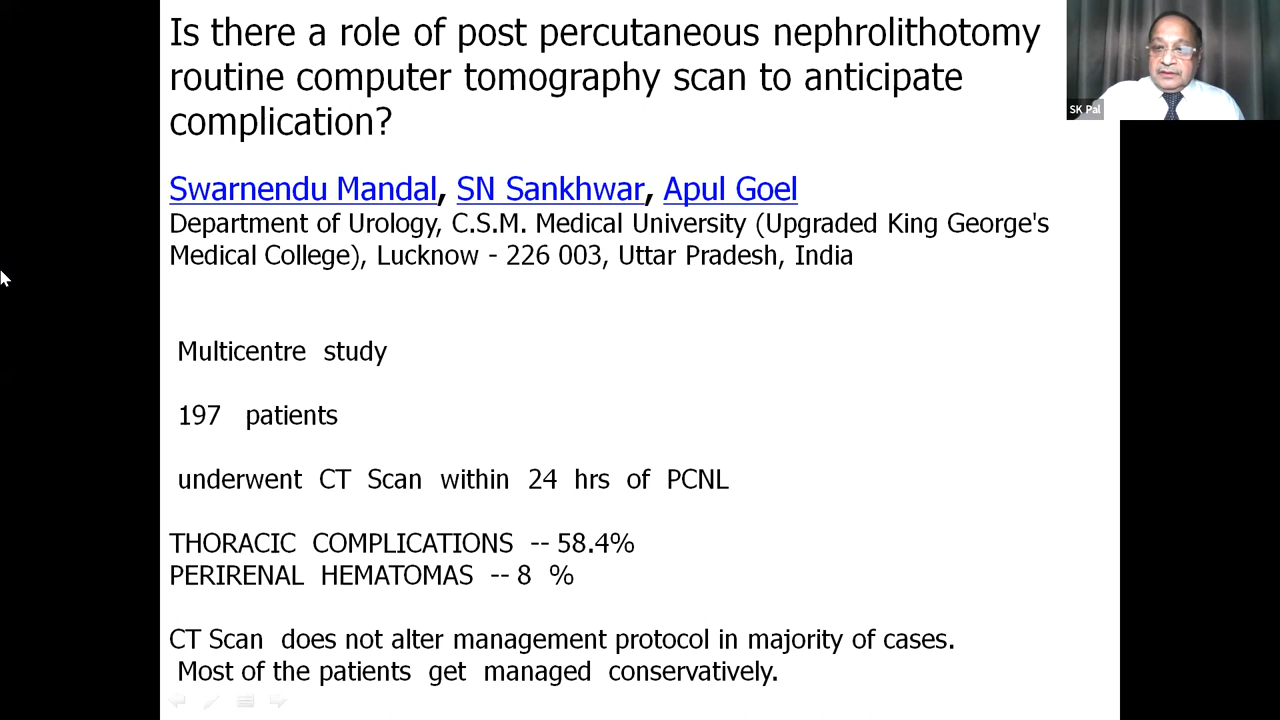 Is there a role of post percutaneous nephrolithotomy
routine computer tomography scan to anticipate
complication?
SK Pal
Swarnendu Mandal, SN Sankhwar, Apul Goel
Department of Urology, C.S.M. Medical University (Upgraded King George's
Medical College), Lucknow - 226 003, Uttar Pradesh, India
Multicentre study
197 patients
underwent CT Scan within 24 hrs of PCNL
THORACIC COMPLICATIONS -- 58.4%
PERIRENAL HEMATOMAS -- 8 %
CT Scan does not alter management protocol in majority of cases.
Most of the patients get managed conservatively.